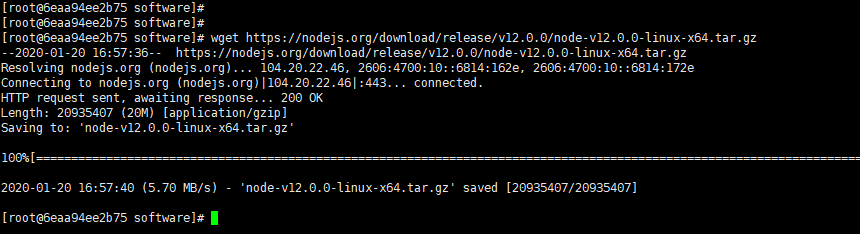 [root@6eaa94ee2b75 software]#
[root@6eaa94ee2b75 software]#
[root@6eaa94ee2b75 software]# wget https://nodejs.org/download/release/v12.0.0/node-v12.0.0-linux-x64.tar.gz
--2020-01-20 16:57:36--  https://nodejs.org/download/release/v12.0.0/node-v12.0.0-linux-x64.tar.gz
Resolving nodejs.org (nodejs.org)... 104.20.22.46, 2606:4700:10::6814:162e, 2606:4700:10::6814:172e
Connecting to nodejs.org (nodejs.org)|104.20.22.46|:443... connected.
HTTP request sent, awaiting response... 200 OK
Length: 20935407 (20M) [application/gzip]
Saving to: 'node-v12.0.0-linux-x64.tar.gz'
100%[======================================================================================================================
2020-01-20 16:57:40 (5.70 MB/s) - 'node-v12.0.0-linux-x64.tar.gz' saved [20935407/20935407]
[root@6eaa94ee2b75 software]#